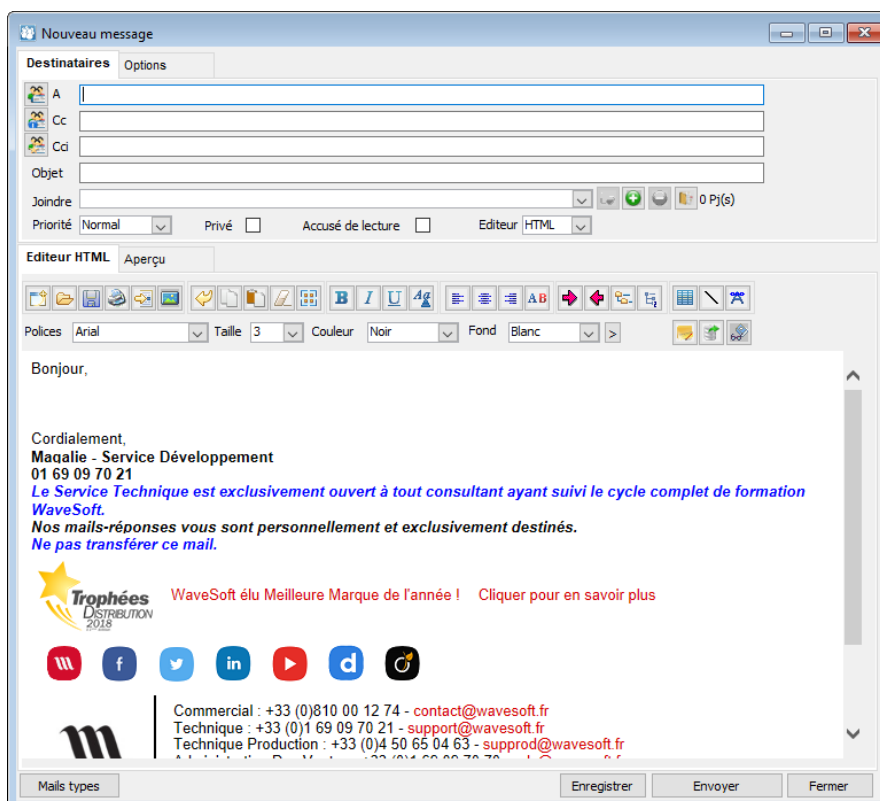 Nouveau message
Destinataires Options
A
Cc
Cci
Objet
Joindre 0 Pj(s)
Priorité Normal Privé Accusé de lecture Editeur HTML
Editeur HTML Aperçu
B I U Ag AB
Polices Arial Taille 3 Couleur Noir Fond Blanc >
Bonjour,
Cordialement,
Magalie - Service Développement
01 69 09 70 21
Le Service Technique est exclusivement ouvert à tout consultant ayant suivi le cycle complet de formation
WaveSoft.
Nos mails-réponses vous sont personnellement et exclusivement destinés.
Ne pas transférer ce mail.
Trophées
DISTRIBUTION
2018
WaveSoft élu Meilleure Marque de l'année ! Cliquer pour en savoir plus
f in d
Commercial : +33 (0)810 00 12 74 - contact@wavesoft.fr
Technique : +33 (0)1 69 09 70 21 - support@wavesoft.fr
Technique Production : +33 (0)4 50 65 04 63 - supprod@wavesoft.fr
Mails types Enregistrer Envoyer Fermer